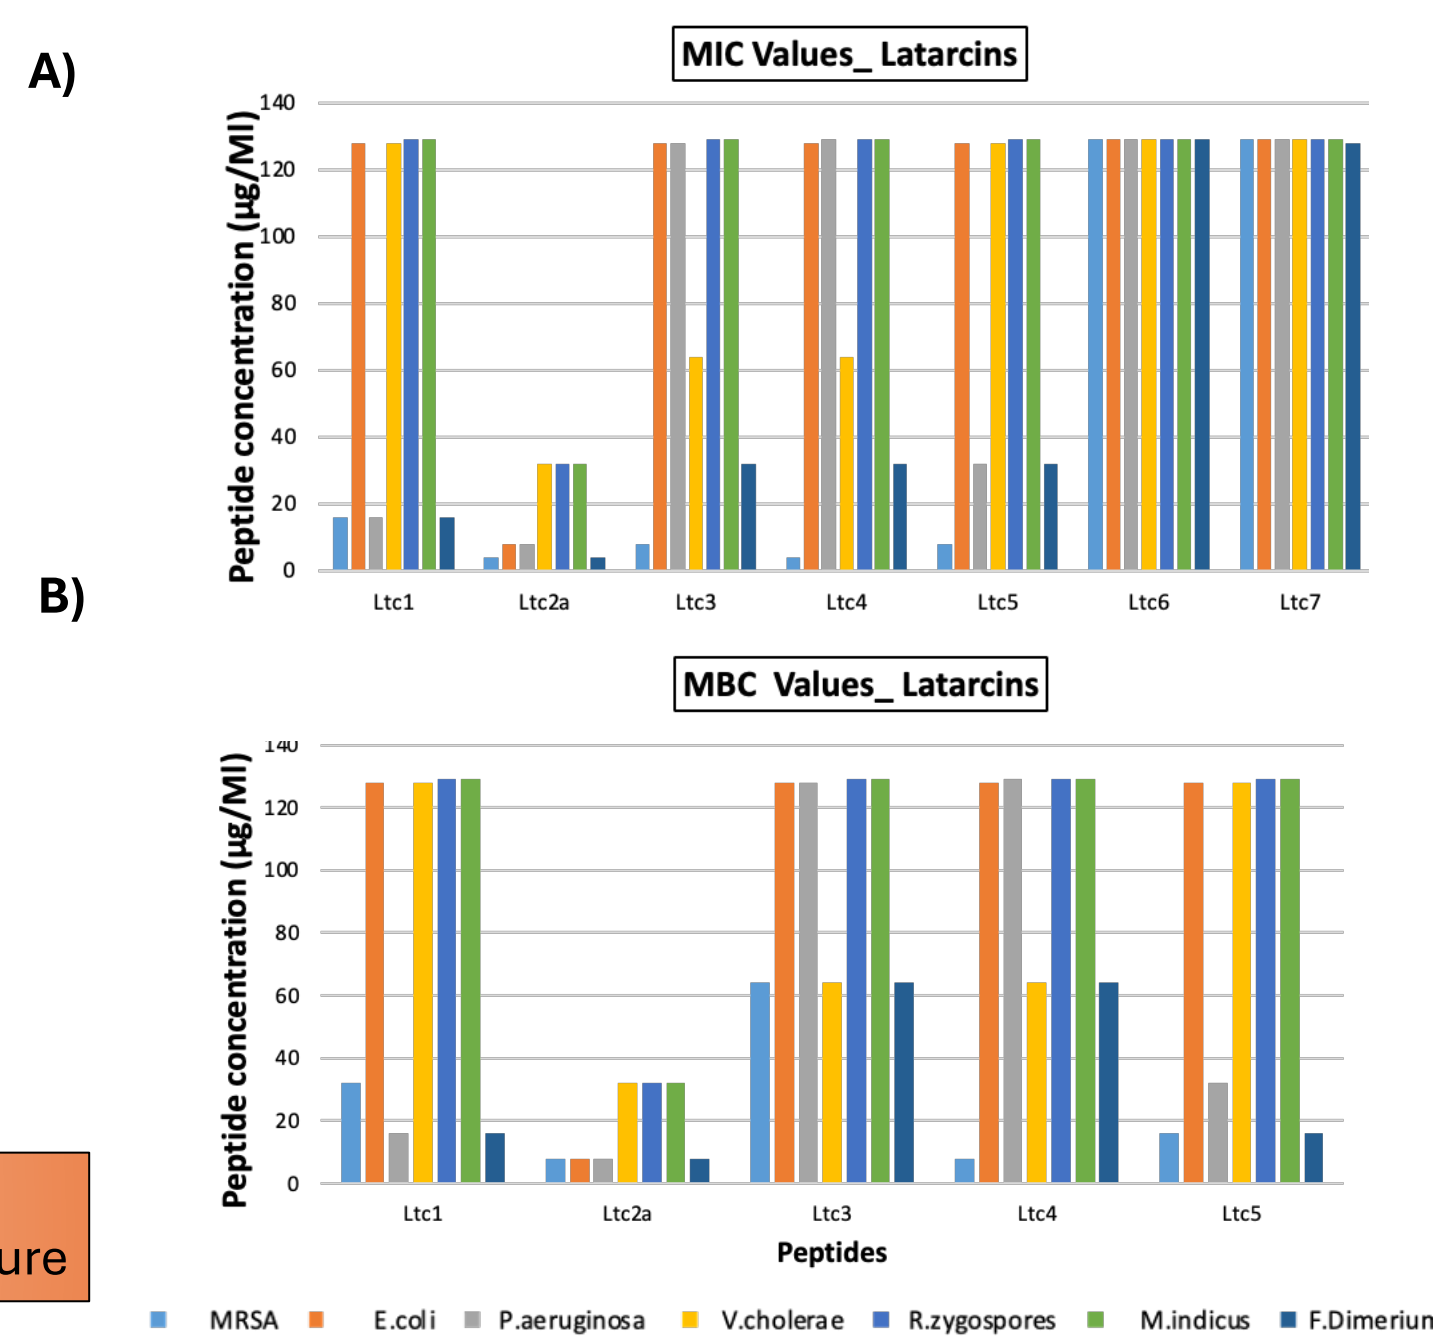 A)
MIC Values_ Latarcins
Peptide concentration (µg/Ml)
140
120
100
80
60
40
20
0
Ltc1 Ltc2a Ltc3 Ltc4 Ltc5 Ltc6 Ltc7
B)
MBC Values_ Latarcins
Peptide concentration (µg/Ml)
140
120
100
80
60
40
20
0
Ltc1 Ltc2a Ltc3 Ltc4 Ltc5
Peptides
ure
MRSA E.coli P.aeruginosa V.cholerae R.zygospores M.indicus F.Dimeriun